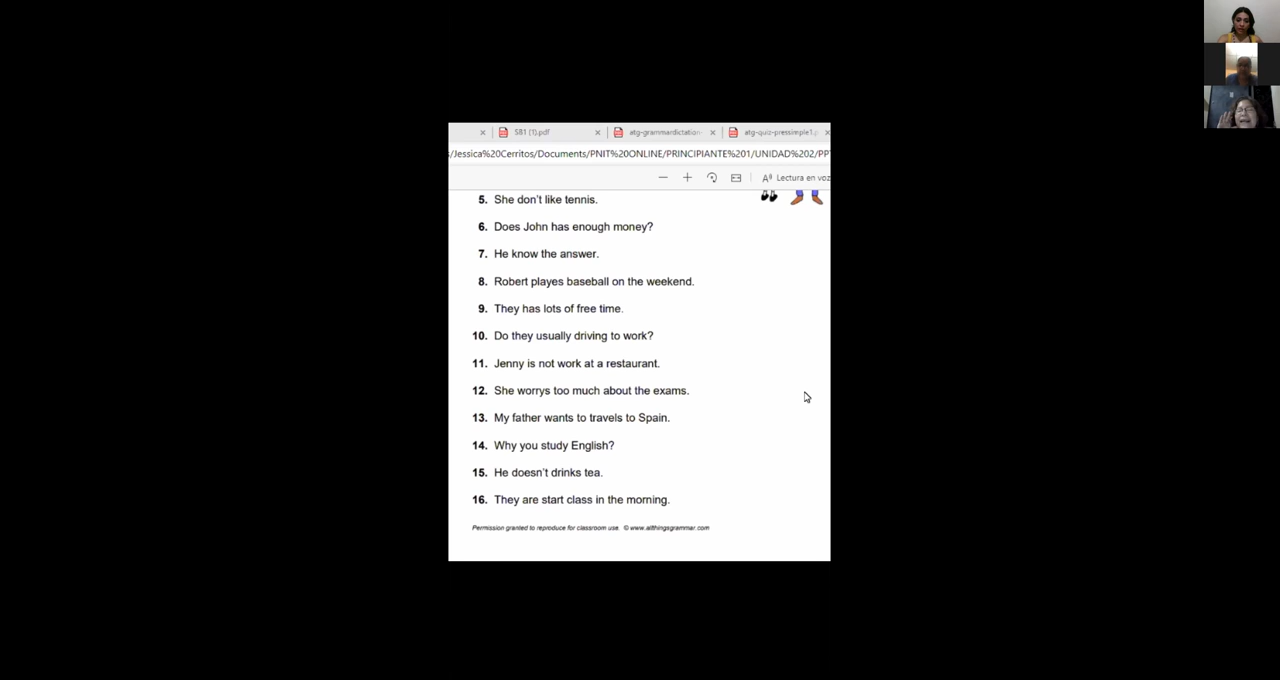 S81 (1).pdf
atg-grammardictation-
atg-quiz-pressimple1.p
s/Jessica%20Cerritos/Documents/PNIT%20ONLINE/PRINCIPIANTE%201/UNIDAD%202/PP
Lectura en voz
5. She don't like tennis.
6. Does John has enough money?
7. He know the answer.
8. Robert playes baseball on the weekend.
9. They has lots of free time.
10. Do they usually driving to work?
11. Jenny is not work at a restaurant.
12. She worrys too much about the exams.
13. My father wants to travels to Spain.
14. Why you study English?
15. He doesn't drinks tea.
16. They are start class in the morning.
Permission granted to reproduce for classroom use. © www.allthingsgrammar.com